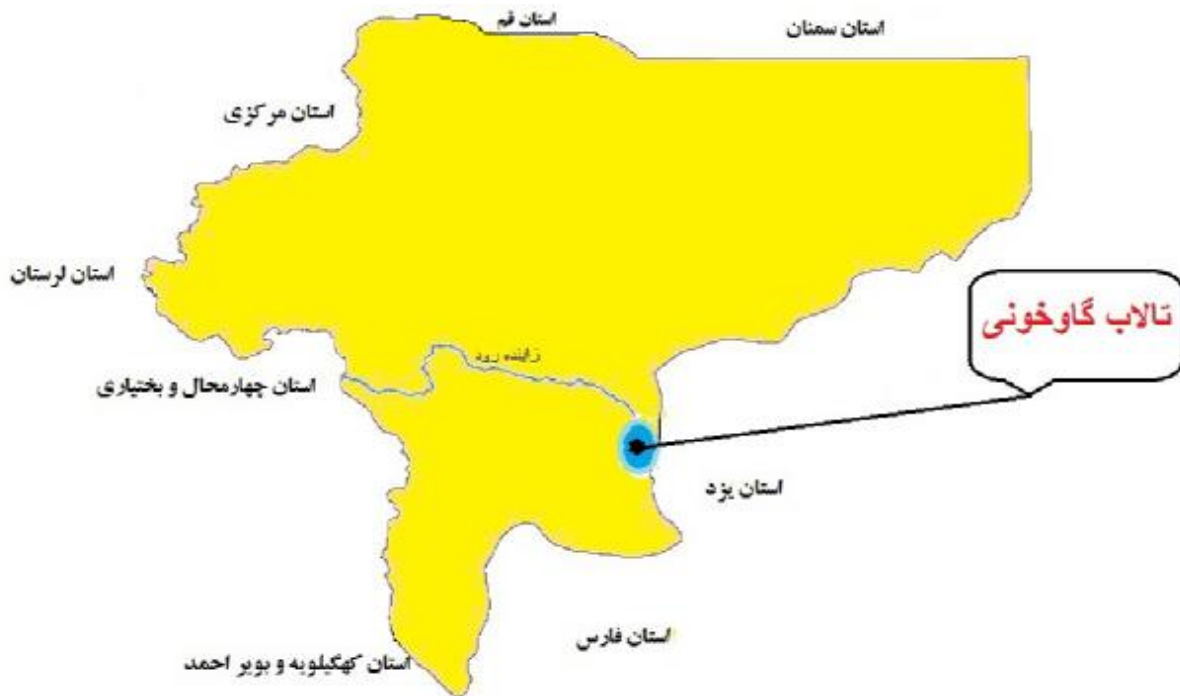 استان قم
استان سمنان
استان مرکزی
استان لرستان
تالاب گاوخونی
زاینده رود
استان چهارمحال و بختیاری
استان یزد
استان فارس
استان کهگیلویه و بویر احمد